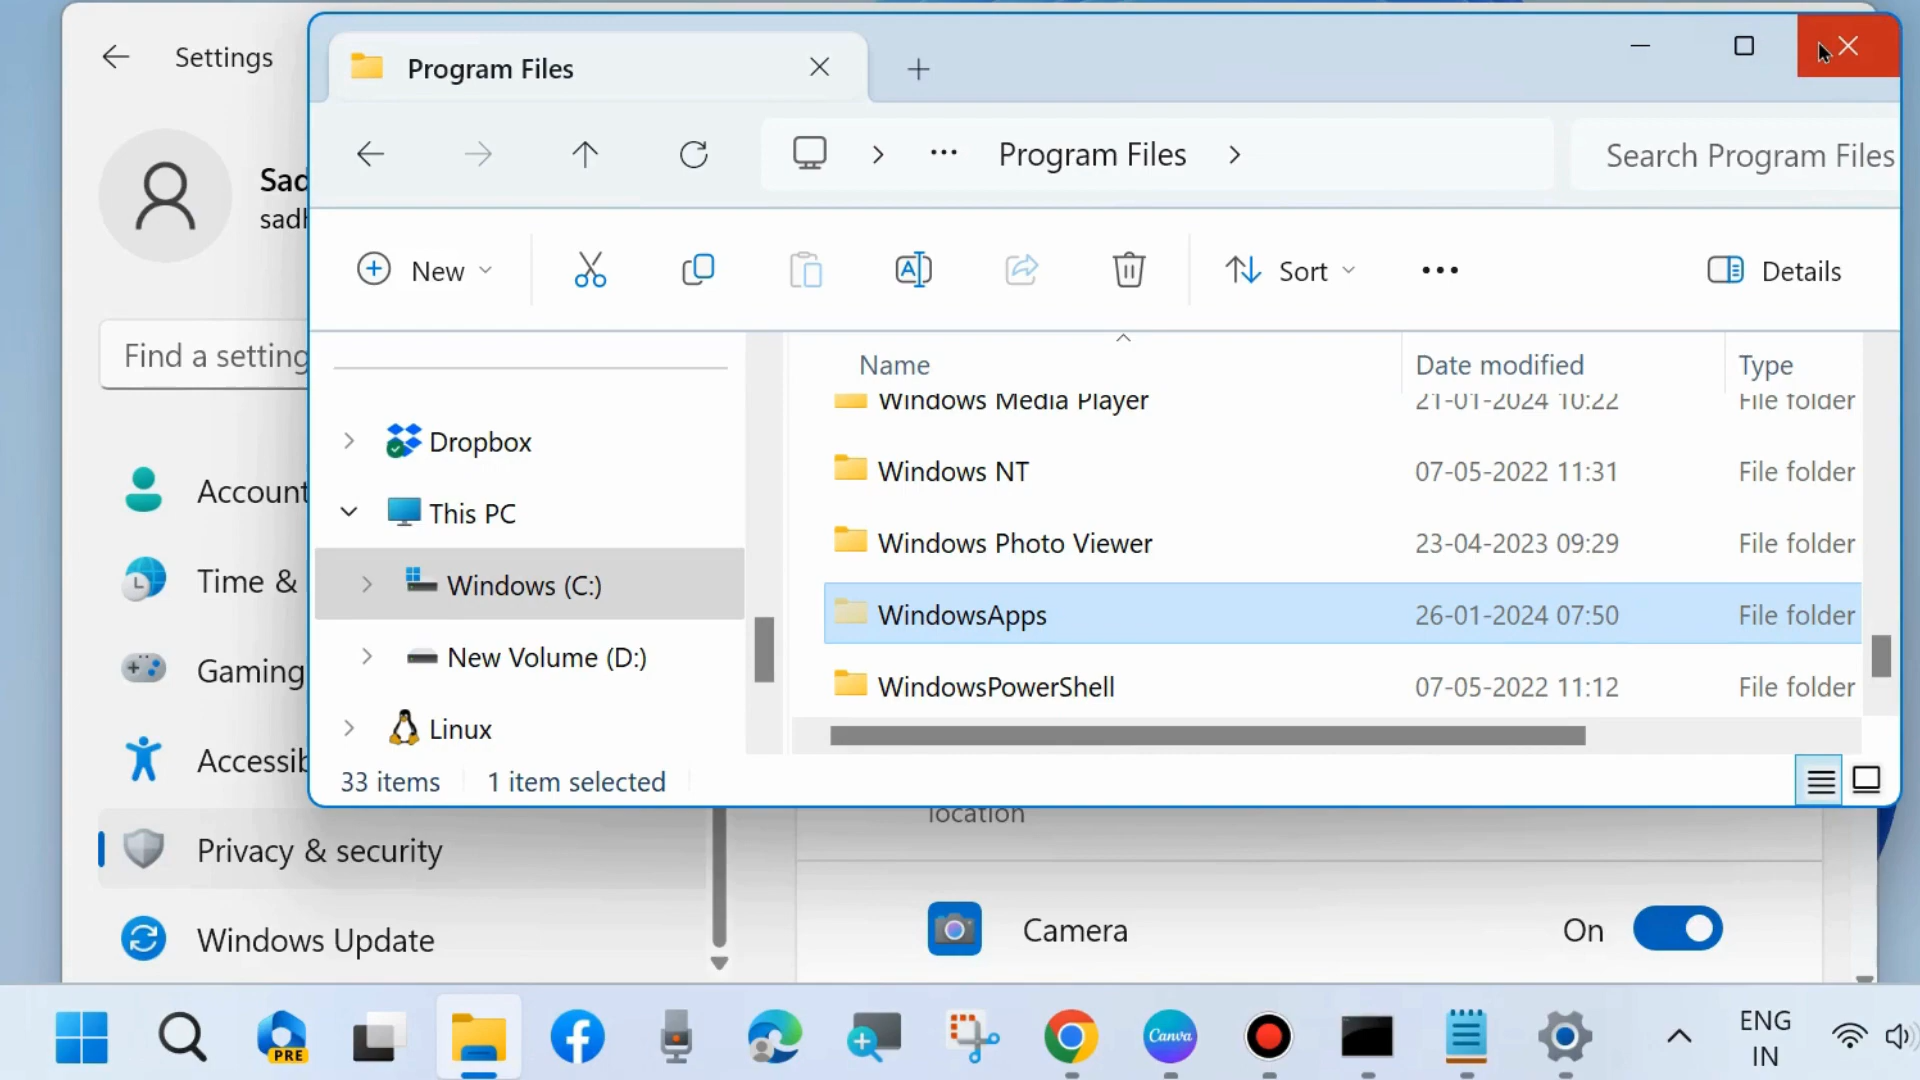 Settings
Program Files
Program Files
Search Program Files
Sad
sadh
New
Sort
Details
Find a setting
Name
Date modified
Type
Windows Media Player 21-01-2024 10:22 File folder
Dropbox
Windows NT 07-05-2022 11:31 File folder
Account
This PC
Windows Photo Viewer 23-04-2023 09:29 File folder
Time &
Windows (C:)
WindowsApps 26-01-2024 07:50 File folder
Gaming
New Volume (D:)
WindowsPowerShell 07-05-2022 11:12 File folder
Linux
Accessib
33 items 1 item selected
location
Privacy & security
Camera On
Windows Update
PRE
Canva
ENG
IN